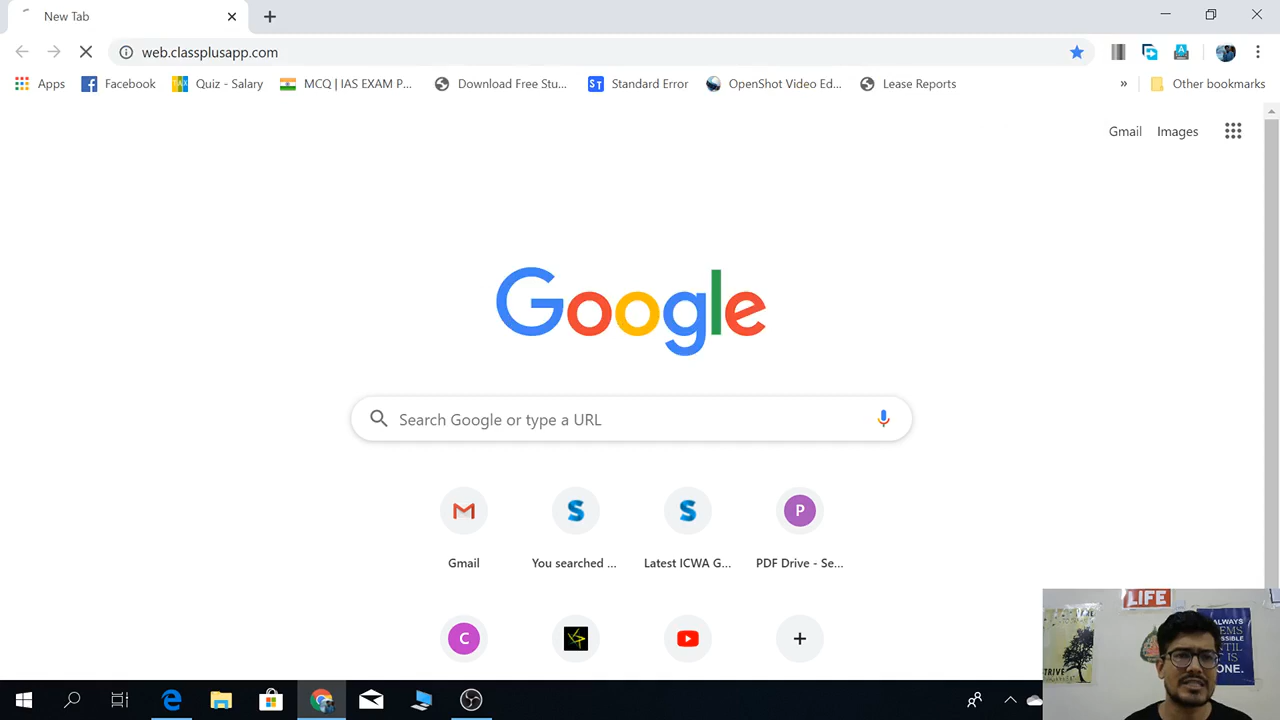 New Tab
web.classplusapp.com
Apps
Facebook
Quiz - Salary
MCQ | IAS EXAM P...
Download Free Stu...
Standard Error
OpenShot Video Ed...
Lease Reports
»
Other bookmarks
Gmail
Images
Google
Search Google or type a URL
Gmail
You searched ...
Latest ICWA G...
P
PDF Drive - Se...
C
LIFE
ALWAYS
ONE.